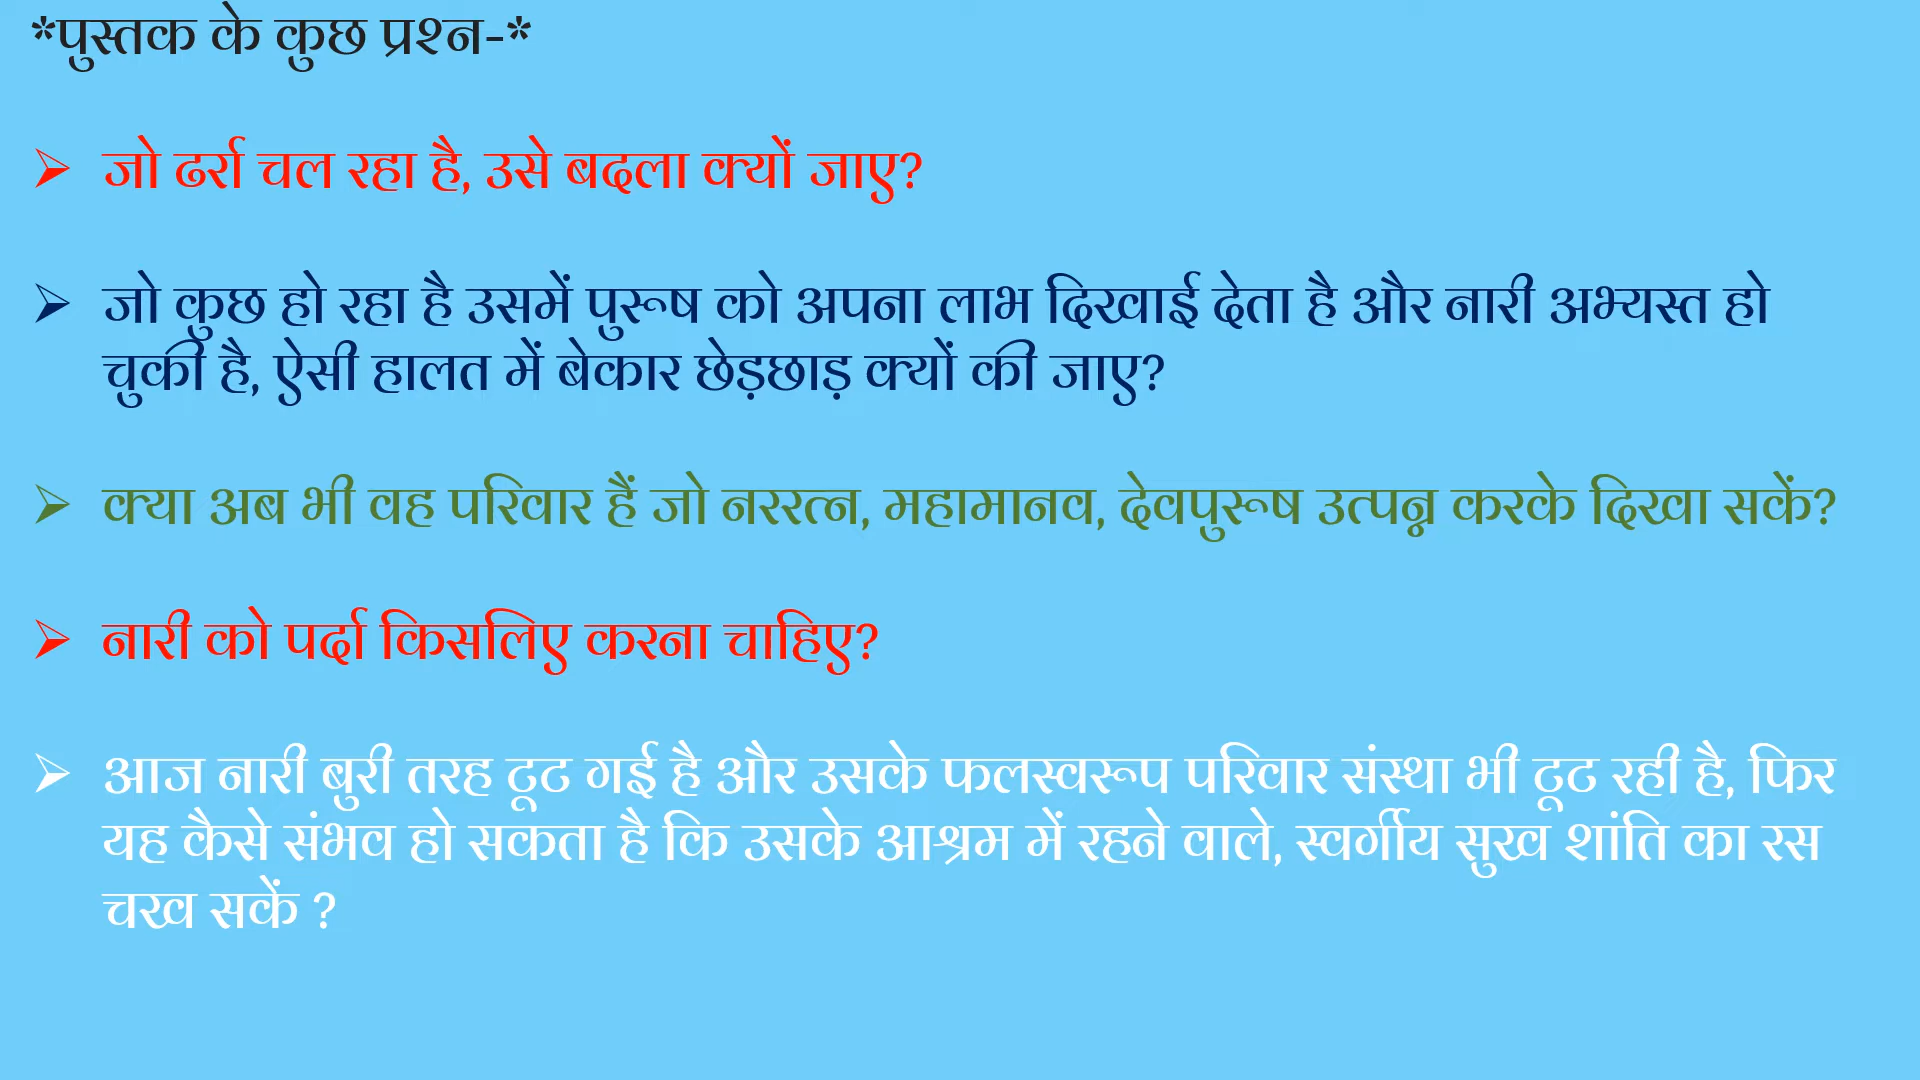 *पुस्तक के कुछ प्रश्न-*
➢ जो ढर्रा चल रहा है, उसे बदला क्यों जाए?
➢ जो कुछ हो रहा है उसमें पुरूष को अपना लाभ दिखाई देता है और नारी अभ्यस्त हो
चुकी है, ऐसी हालत में बेकार छेड़छाड़ क्यों की जाए?
➢ क्या अब भी वह परिवार हैं जो नररत्न, महामानव, देवपुरूष उत्पन्न करके दिखा सकें?
➢ नारी को पर्दा किसलिए करना चाहिए?
➢ आज नारी बुरी तरह टूट गई है और उसके फलस्वरूप परिवार संस्था भी टूट रही है, फिर
यह कैसे संभव हो सकता है कि उसके आश्रम में रहने वाले, स्वर्गीय सुख शांति का रस
चख सकें ?